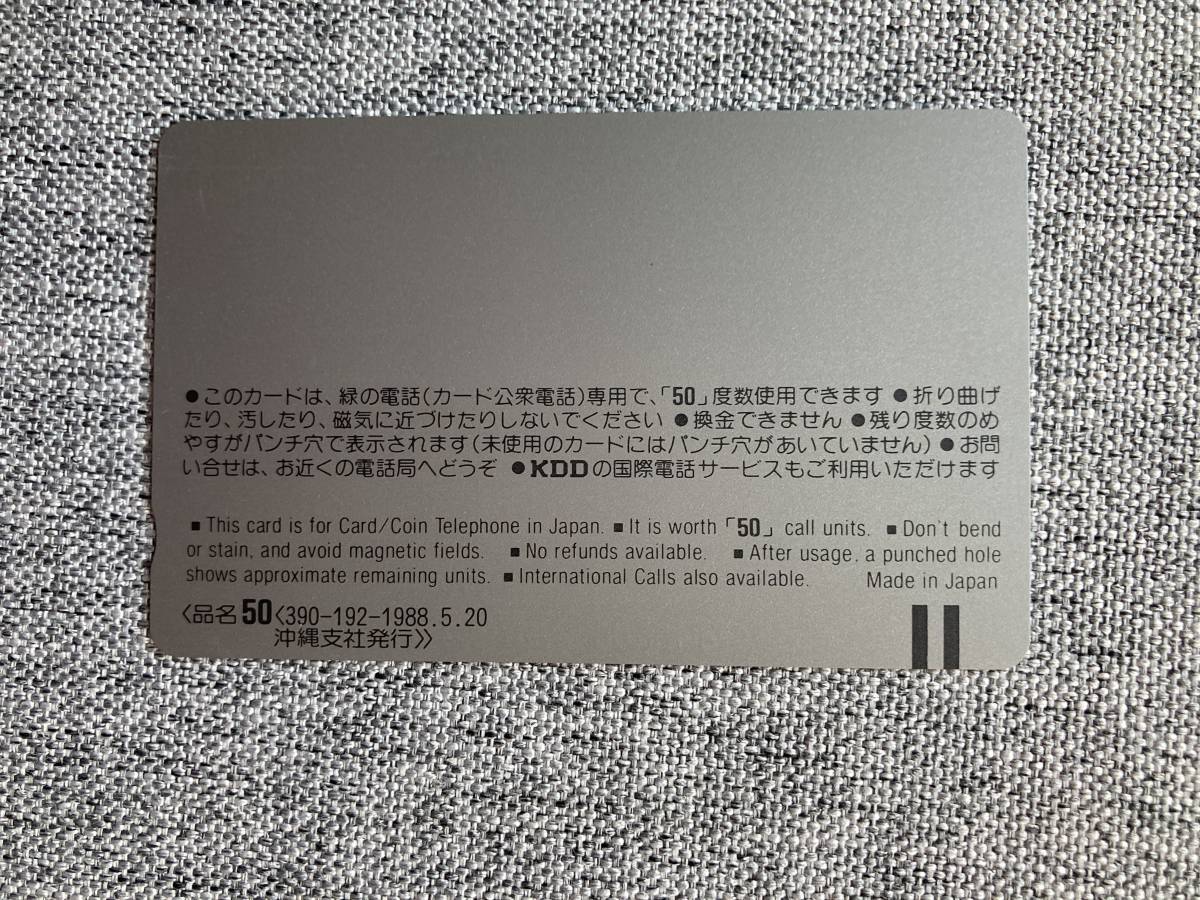 ●このカードは、緑の電話(カード公衆電話)専用で、「50」度数使用できます ●折り曲げ
たり、汚したり、磁気に近づけたりしないでください ●換金できません ●残り度数のめ
やすがパンチ穴で表示されます(未使用のカードにはパンチ穴があいていません) ●お問
い合せは、お近くの電話局へどうぞ ●KDDの国際電話サービスもご利用いただけます
■ This card is for Card/Coin Telephone in Japan. ■ It is worth「50」call units. ■ Don't bend
or stain, and avoid magnetic fields. ■ No refunds available. ■ After usage, a punched hole
shows approximate remaining units. ■ International Calls also available. Made in Japan
〈品名50〈390-192-1988.5.20
沖縄支社発行〉〉